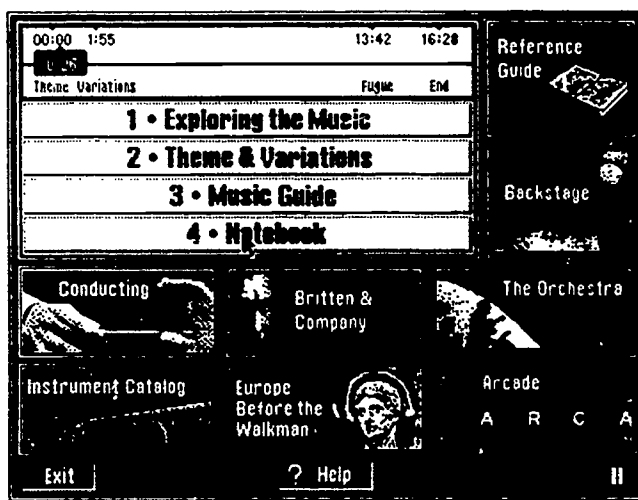 00:00 1:55 13:42 16:28
0:26
Theme Variations Fugue End
1 • Exploring the Music
2 • Theme & Variations
3 • Music Guide
4 • Notebook
Reference
Guide
Backstage
Conducting
Britten &
Company
The Orchestra
Instrument Catalog
Europe
Before the
Walkman
Arcade
A R C A
Exit
? Help